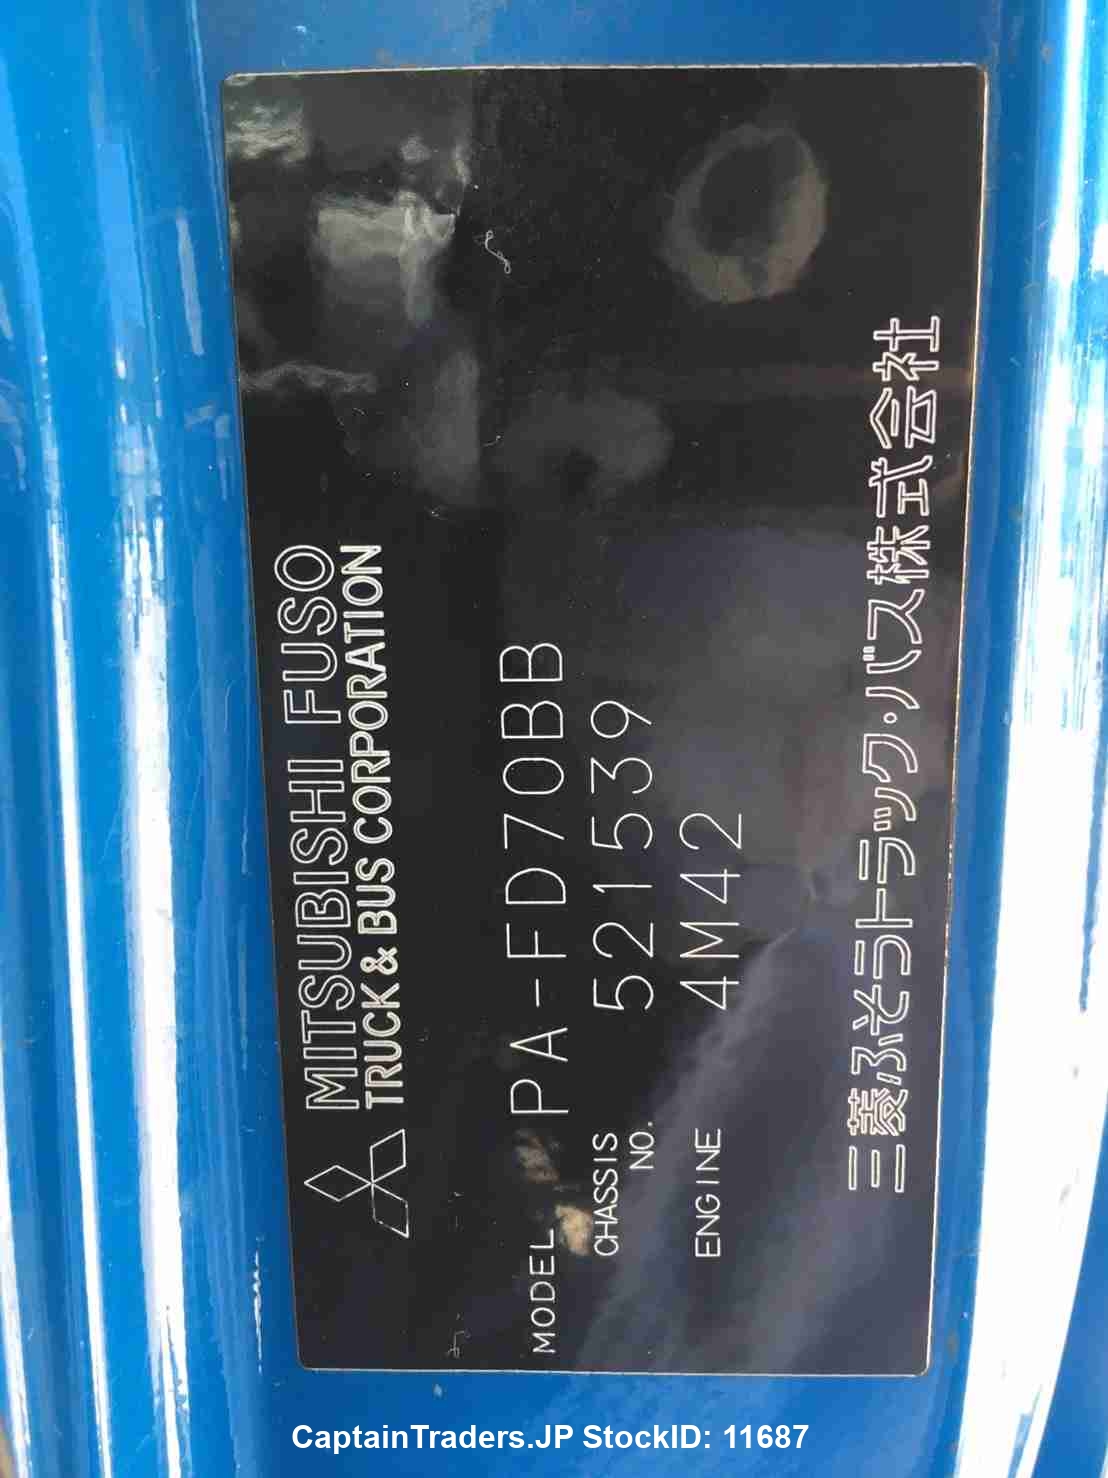 MITSUBISHI FUSO
TRUCK & BUS CORPORATION
MODEL PA-FD70BB
CHASSIS NO. 521539
ENGINE 4M42
三菱ふそうトラック・バス株式会社
CaptainTraders.JP StockID: 11687